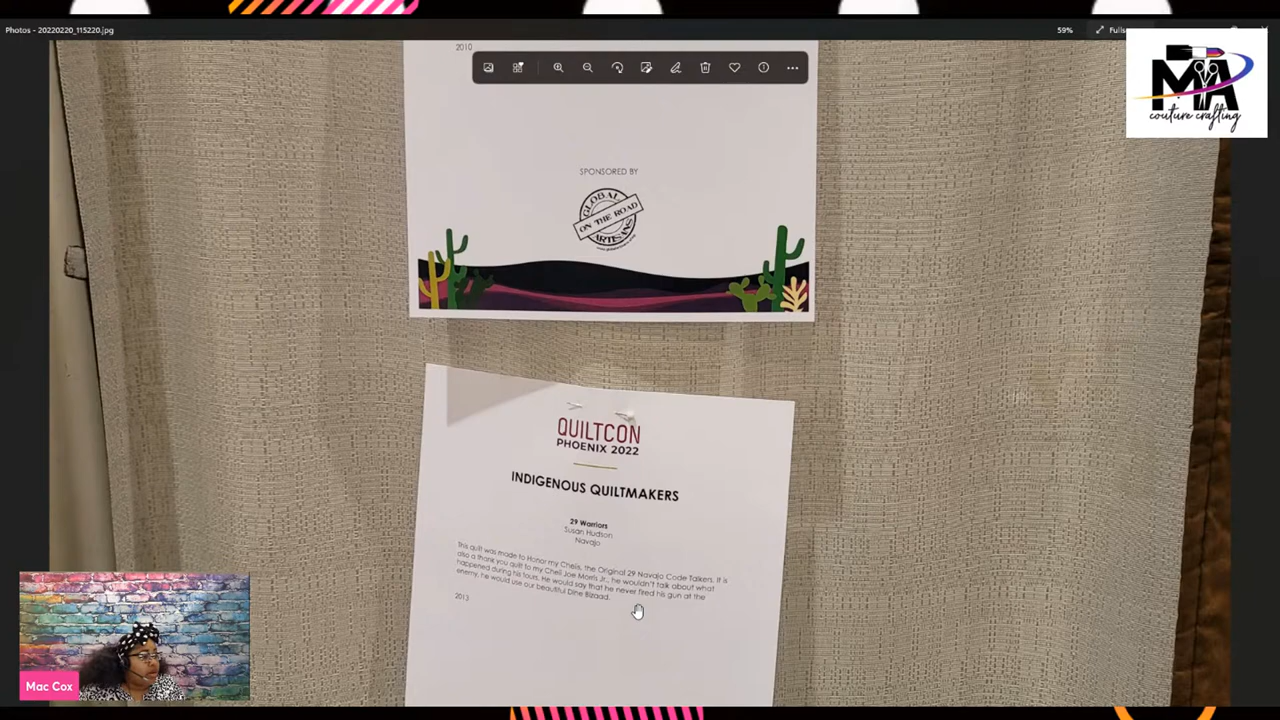 Photos - 20220220_115220.jpg
59%
Fulls
MA
couture crafting
2010
SPONSORED BY
GLOBAL
ON THE ROAD
ARTISANS
QUILTCON
PHOENIX 2022
INDIGENOUS QUILTMAKERS
29 Warriors
Susan Hudson
Navajo
This quilt was made to Honor my Cheiis, the Original 29 Navajo Code Talkers. It is
also a thank you quilt to my Cheii Joe Morris Jr., he wouldn't talk about what
happened during his tours. He would say that he never fired his gun at the
enemy, he would use our beautiful Dine Bizaad.
2013
Mac Cox